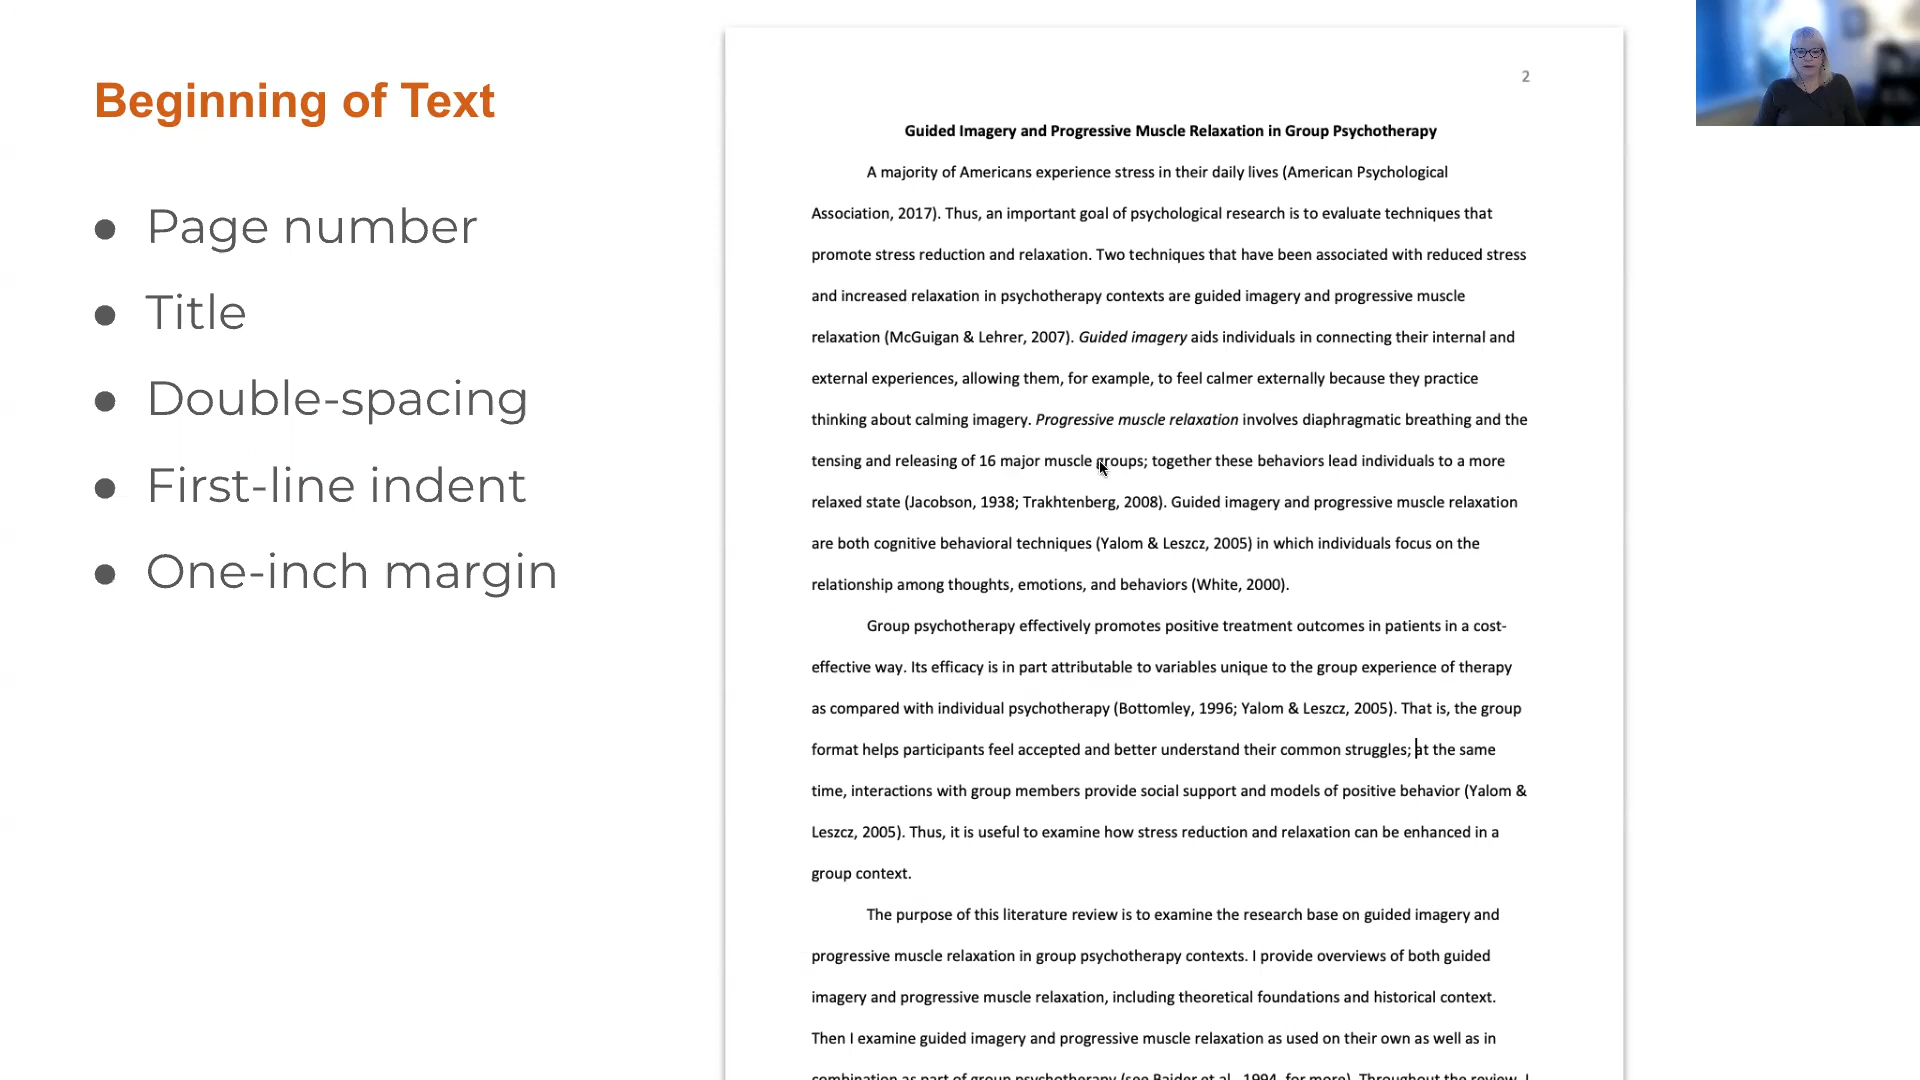 Beginning of Text
● Page number
● Title
● Double-spacing
● First-line indent
● One-inch margin
2
Guided Imagery and Progressive Muscle Relaxation in Group Psychotherapy
A majority of Americans experience stress in their daily lives (American Psychological
Association, 2017). Thus, an important goal of psychological research is to evaluate techniques that
promote stress reduction and relaxation. Two techniques that have been associated with reduced stress
and increased relaxation in psychotherapy contexts are guided imagery and progressive muscle
relaxation (McGuigan & Lehrer, 2007). Guided imagery aids individuals in connecting their internal and
external experiences, allowing them, for example, to feel calmer externally because they practice
thinking about calming imagery. Progressive muscle relaxation involves diaphragmatic breathing and the
tensing and releasing of 16 major muscle groups; together these behaviors lead individuals to a more
relaxed state (Jacobson, 1938; Trakhtenberg, 2008). Guided imagery and progressive muscle relaxation
are both cognitive behavioral techniques (Yalom & Leszcz, 2005) in which individuals focus on the
relationship among thoughts, emotions, and behaviors (White, 2000).
Group psychotherapy effectively promotes positive treatment outcomes in patients in a cost-
effective way. Its efficacy is in part attributable to variables unique to the group experience of therapy
as compared with individual psychotherapy (Bottomley, 1996; Yalom & Leszcz, 2005). That is, the group
format helps participants feel accepted and better understand their common struggles; at the same
time, interactions with group members provide social support and models of positive behavior (Yalom &
Leszcz, 2005). Thus, it is useful to examine how stress reduction and relaxation can be enhanced in a
group context.
The purpose of this literature review is to examine the research base on guided imagery and
progressive muscle relaxation in group psychotherapy contexts. I provide overviews of both guided
imagery and progressive muscle relaxation, including theoretical foundations and historical context.
Then I examine guided imagery and progressive muscle relaxation as used on their own as well as in
combination as part of group psychotherapy (see Baider et al., 1994, for more). Throughout the review, I